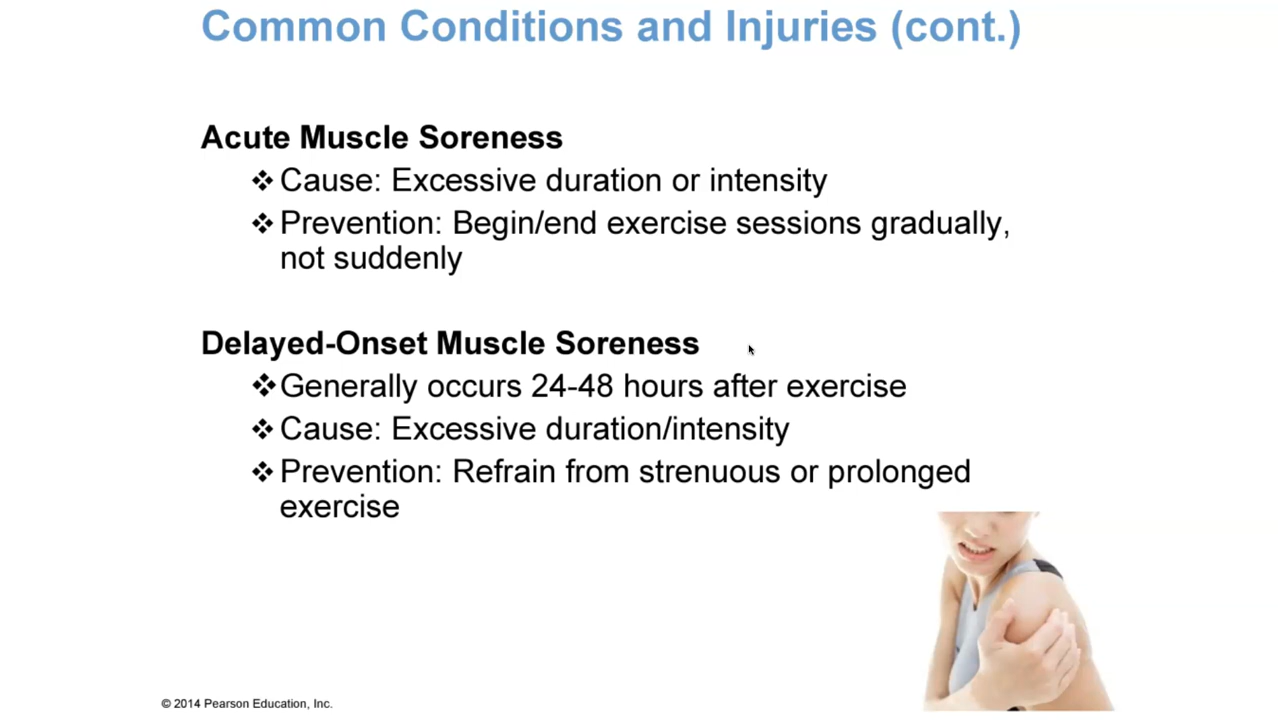 Common Conditions and Injuries (cont.)
Acute Muscle Soreness
❖ Cause: Excessive duration or intensity
❖ Prevention: Begin/end exercise sessions gradually,
not suddenly
Delayed-Onset Muscle Soreness
❖ Generally occurs 24-48 hours after exercise
❖ Cause: Excessive duration/intensity
❖ Prevention: Refrain from strenuous or prolonged
exercise
© 2014 Pearson Education, Inc.